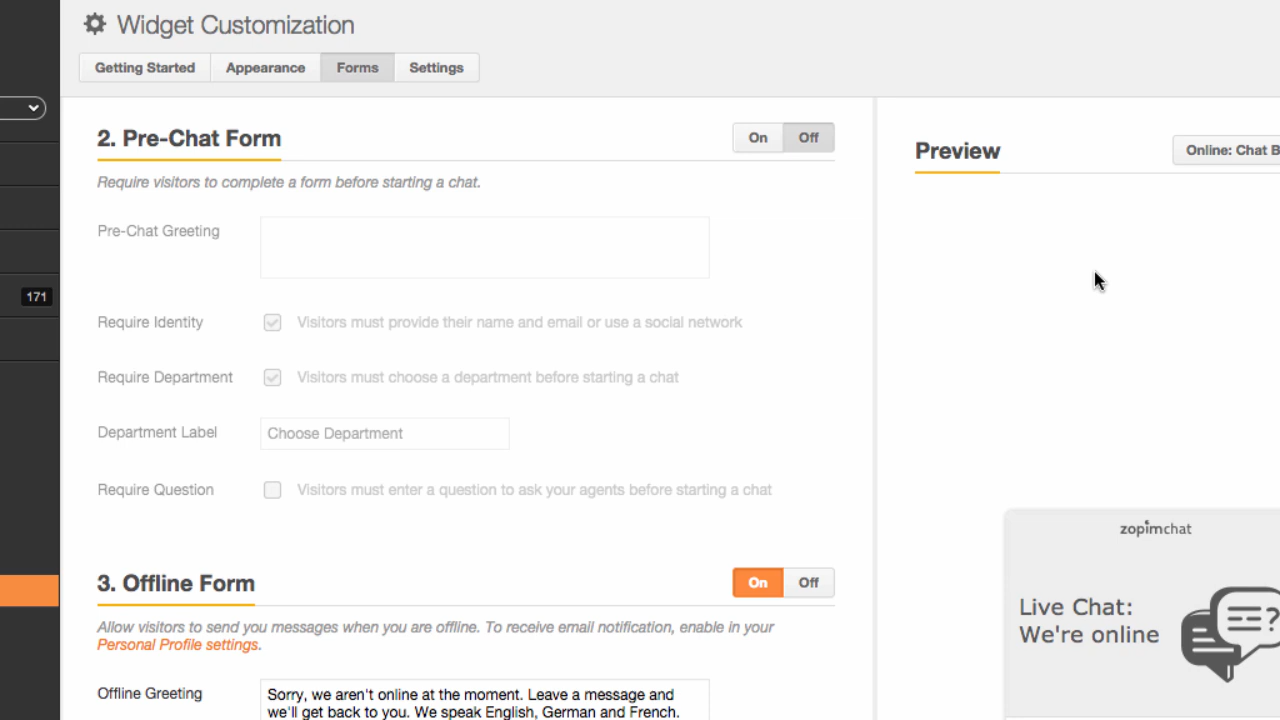 Widget Customization
Getting Started Appearance Forms Settings
171
2. Pre-Chat Form On Off
Require visitors to complete a form before starting a chat.
Pre-Chat Greeting
Require Identity Visitors must provide their name and email or use a social network
Require Department Visitors must choose a department before starting a chat
Department Label Choose Department
Require Question Visitors must enter a question to ask your agents before starting a chat
3. Offline Form On Off
Allow visitors to send you messages when you are offline. To receive email notification, enable in your
Personal Profile settings.
Offline Greeting Sorry, we aren't online at the moment. Leave a message and
we'll get back to you. We speak English, German and French.
Preview Online: Chat B
zopimchat
Live Chat:
We're online